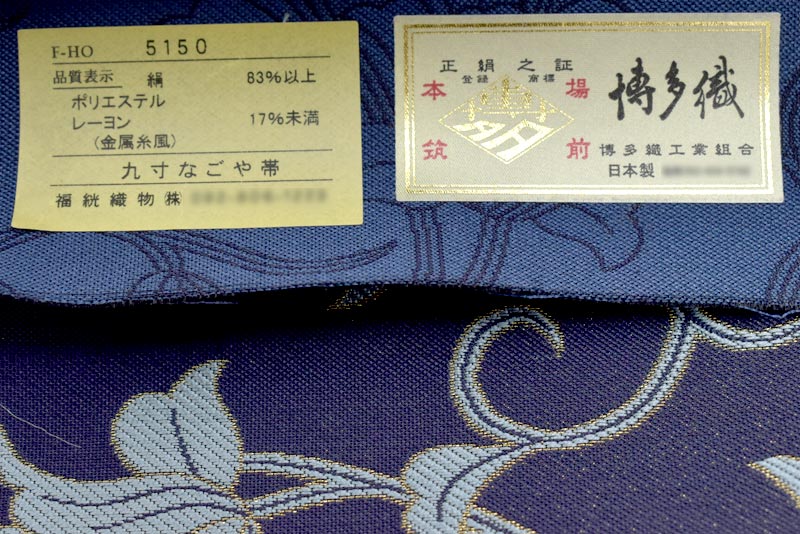 F-HO 5150
品質表示 絹 83%以上
ポリエステル
レーヨン 17%未満
(金属糸風)
九寸なごや帯
福絖織物㈱
正絹之証
登録 商標
本場
筑前
博多織
博多織工業組合
日本製